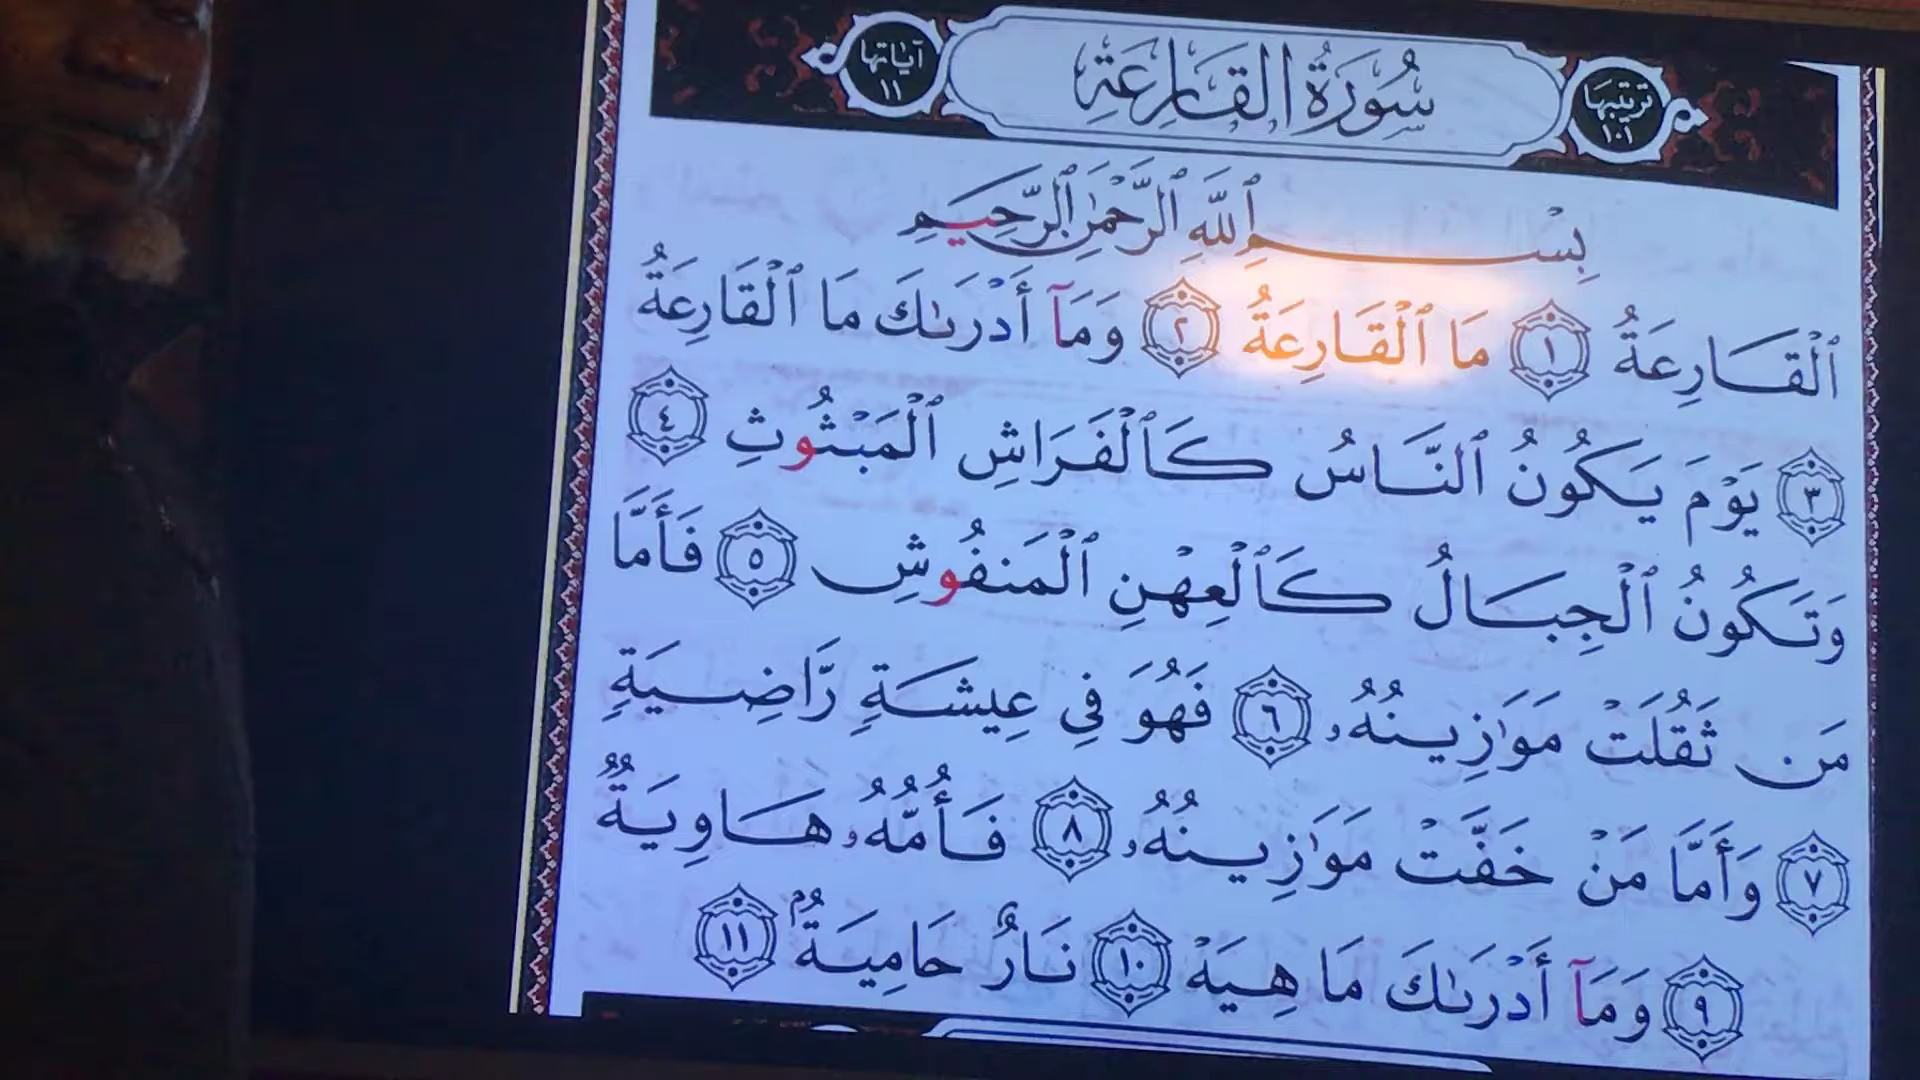 ترتيبها ١٠١
سُورَةُ القَارِعَةِ
آيَاتها ١١
بِسْمِ ٱللَّهِ ٱلرَّحْمَٰنِ ٱلرَّحِيمِ
ٱلْقَارِعَةُ ١ مَا ٱلْقَارِعَةُ ٢ وَمَآ أَدْرَىٰكَ مَا ٱلْقَارِعَةُ
٣ يَوْمَ يَكُونُ ٱلنَّاسُ كَٱلْفَرَاشِ ٱلْمَبْثُوثِ ٤
وَتَكُونُ ٱلْجِبَالُ كَٱلْعِهْنِ ٱلْمَنفُوشِ ٥ فَأَمَّا
مَن ثَقُلَتْ مَوَٰزِينُهُۥ ٦ فَهُوَ فِي عِيشَةٍ رَّاضِيَةٍ
٧ وَأَمَّا مَنْ خَفَّتْ مَوَٰزِينُهُۥ ٨ فَأُمُّهُۥ هَاوِيَةٌ
٩ وَمَآ أَدْرَىٰكَ مَا هِيَهْ ١٠ نَارٌ حَامِيَةٌۢ ١١